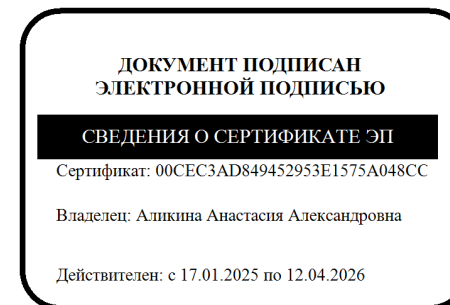 ДОКУМЕНТ ПОДПИСАН
ЭЛЕКТРОННОЙ ПОДПИСЬЮ
СВЕДЕНИЯ О СЕРТИФИКАТЕ ЭП
Сертификат: 00CEC3AD849452953E1575A048CC
Владелец: Аликина Анастасия Александровна
Действителен: с 17.01.2025 по 12.04.2026